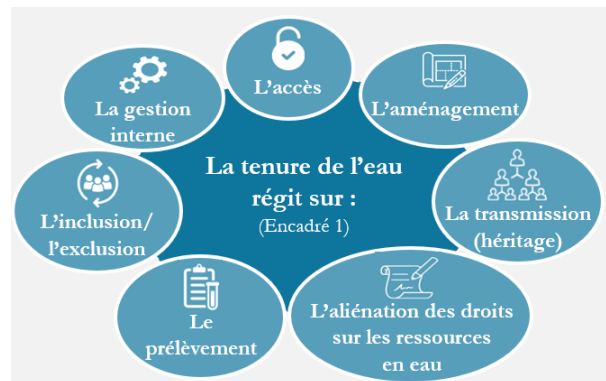 La tenure de l'eau
régit sur :
(Encadré 1)
L'accès
L'aménagement
La transmission
(héritage)
L'aliénation des droits
sur les ressources
en eau
Le
prélèvement
L'inclusion/
l'exclusion
La gestion
interne